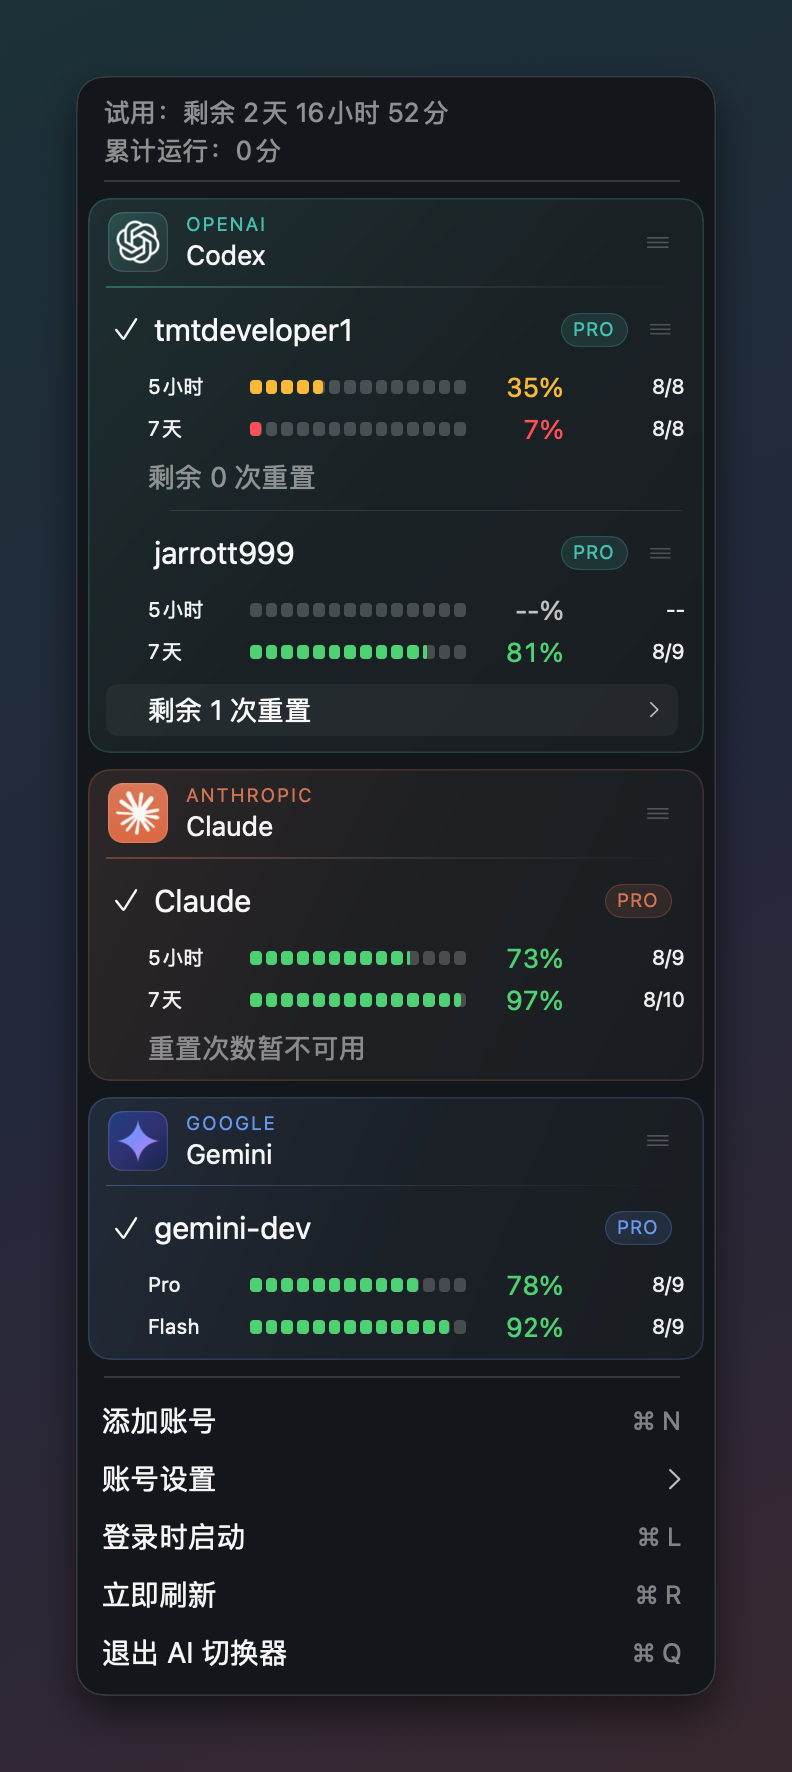 试用：剩余 2天 16小时 52分
累计运行：0分
OPENAI
Codex
tmtdeveloper1 PRO
5小时 35% 8/8
7天 7% 8/8
剩余 0 次重置
jarrott999 PRO
5小时 --% --
7天 81% 8/9
剩余 1 次重置
ANTHROPIC
Claude
Claude PRO
5小时 73% 8/9
7天 97% 8/10
重置次数暂不可用
GOOGLE
Gemini
gemini-dev PRO
Pro 78% 8/9
Flash 92% 8/9
添加账号 ⌘ N
账号设置
登录时启动 ⌘ L
立即刷新 ⌘ R
退出 AI 切换器 ⌘ Q